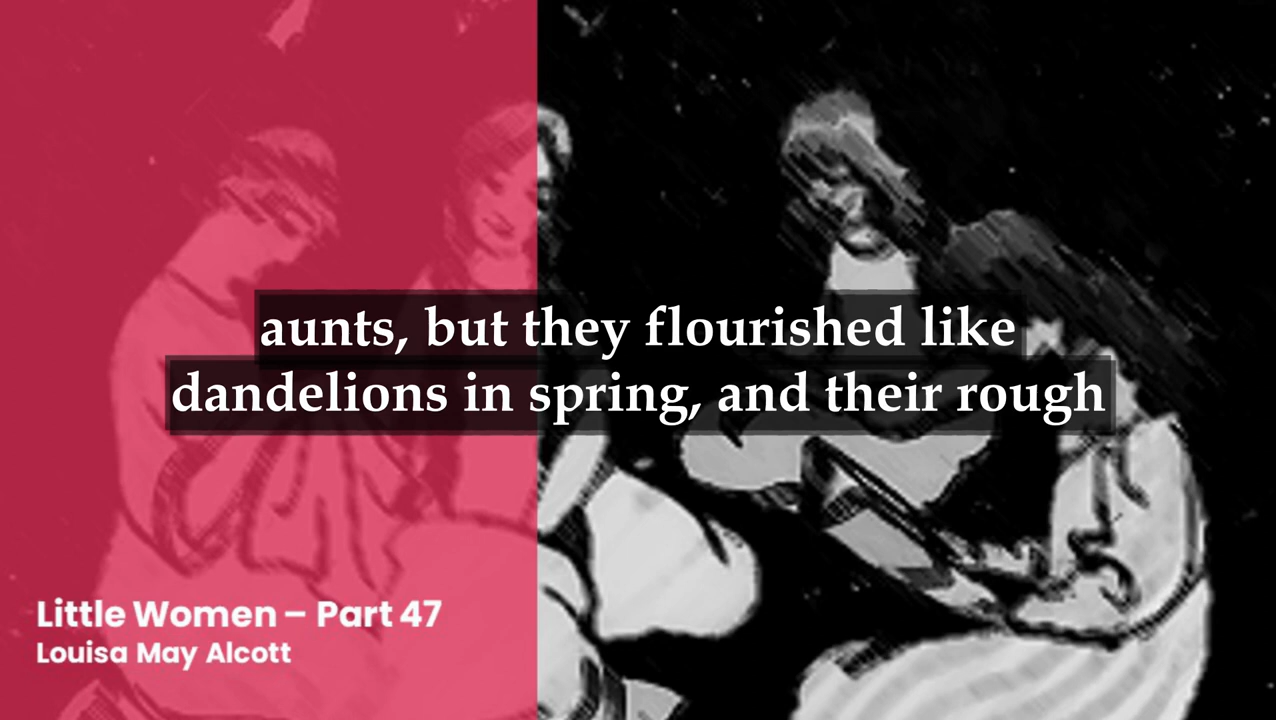 aunts, but they flourished like
dandelions in spring, and their rough
Little Women – Part 47
Louisa May Alcott